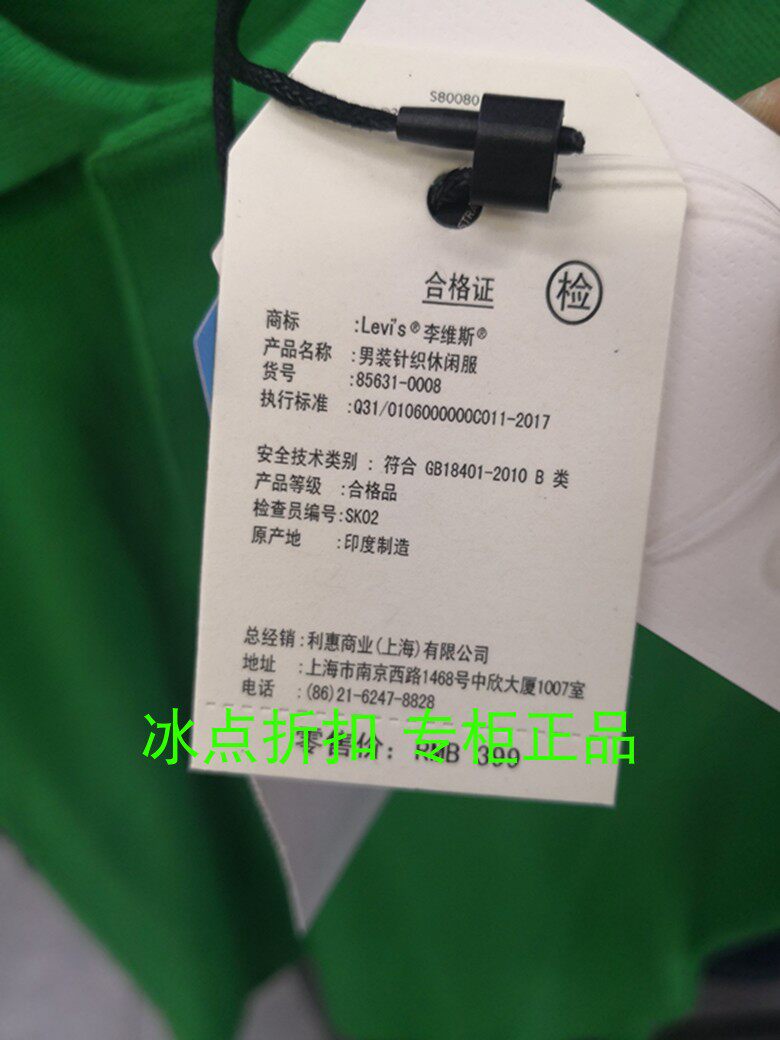 S80080
合格证 检
商标 :Levi's®李维斯®
产品名称 :男装针织休闲服
货号 :85631-0008
执行标准 :Q31/0106000000C011-2017
安全技术类别 : 符合 GB18401-2010 B 类
产品等级 :合格品
检查员编号:SK02
原产地 :印度制造
总经销:利惠商业(上海)有限公司
地址 :上海市南京西路1468号中欣大厦1007室
电话 :(86)21-6247-8828
冰点折扣 专柜正品
零售价: RMB 399